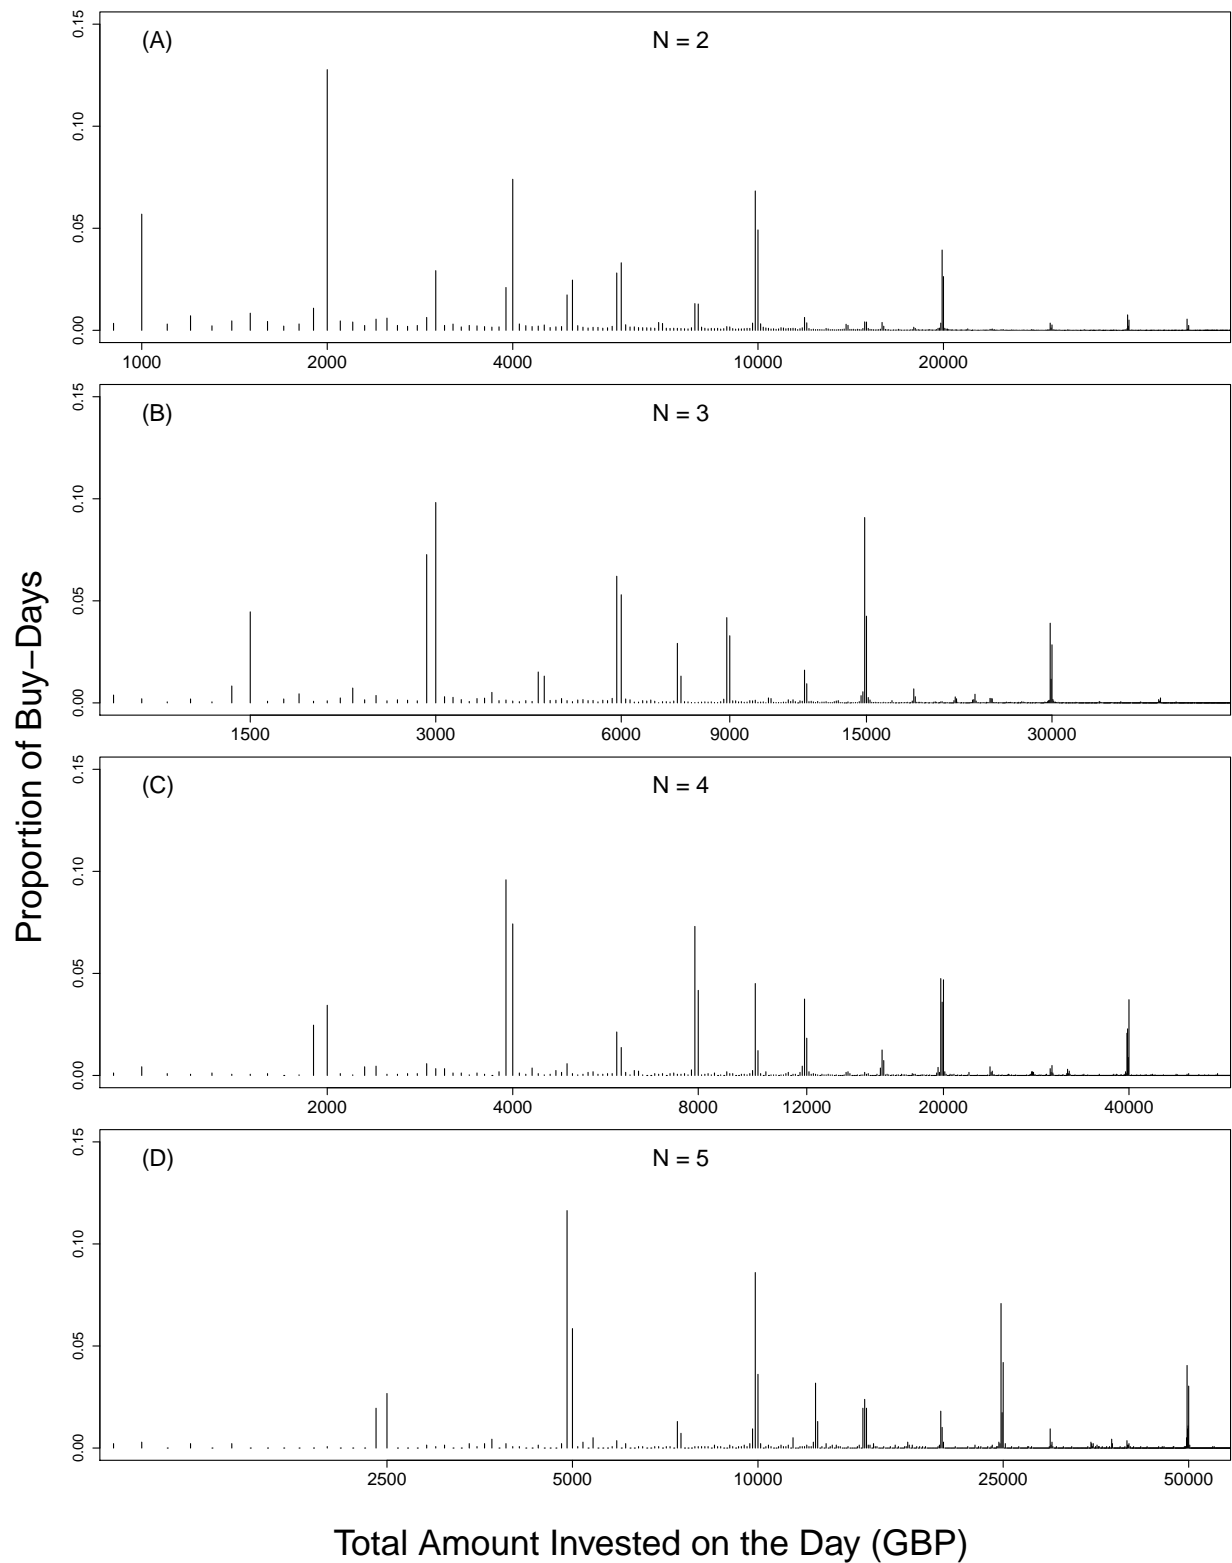 Proportion of Buy−Days
(A) N = 2
0.15
0.10
0.05
0.00
1000 2000 4000 10000 20000
(B) N = 3
0.15
0.10
0.05
0.00
1500 3000 6000 9000 15000 30000
(C) N = 4
0.15
0.10
0.05
0.00
2000 4000 8000 12000 20000 40000
(D) N = 5
0.15
0.10
0.05
0.00
2500 5000 10000 25000 50000
Total Amount Invested on the Day (GBP)